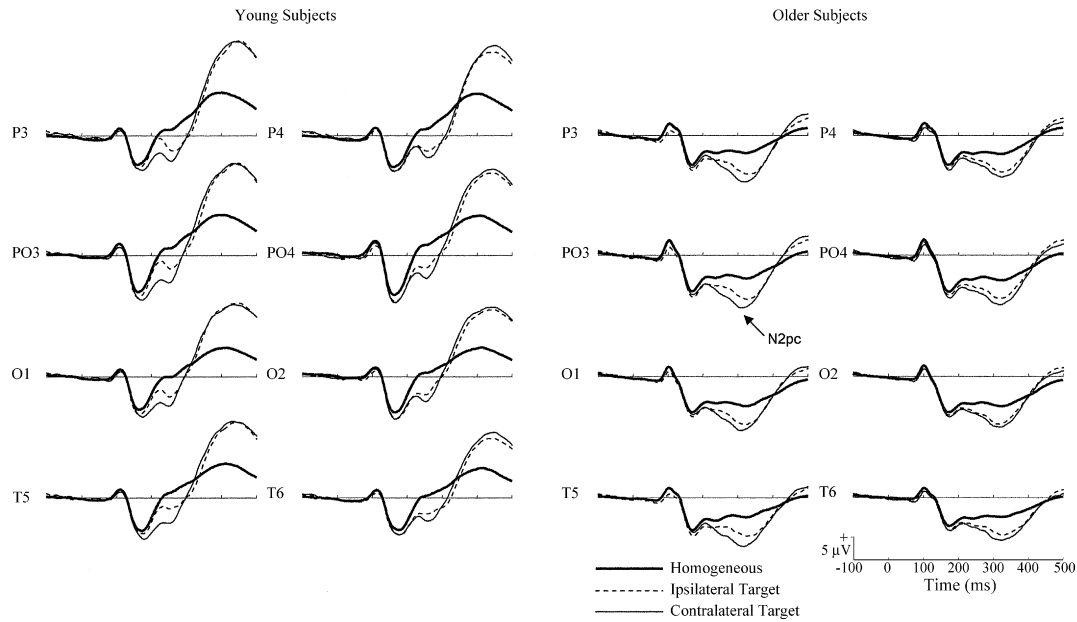 Young Subjects
Older Subjects
P3
P4
P3
P4
PO3
PO4
PO3
PO4
N2pc
O1
O2
O1
O2
T5
T6
T5
T6
+
5 µV
-100 0 100 200 300 400 500
Time (ms)
Homogeneous
Ipsilateral Target
Contralateral Target